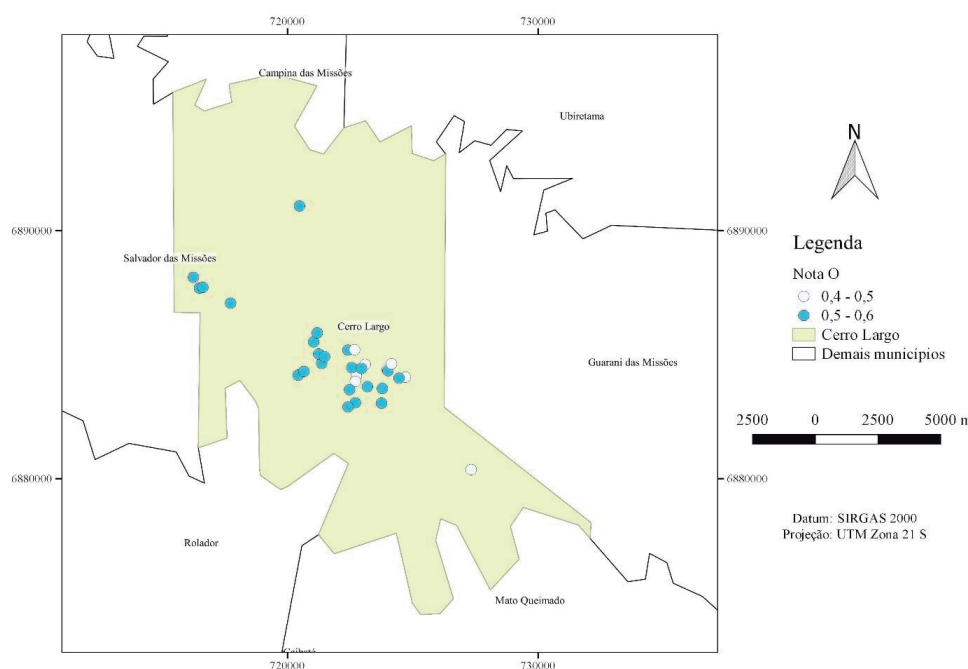 720000
730000
Campina das Missões
Ubiretama
N
6890000
6890000
Legenda
Salvador das Missões
Nota O
0,4 - 0,5
0,5 - 0,6
Cerro Largo
Cerro Largo
Demais municípios
Guarani das Missões
2500
0
2500
5000 m
6880000
6880000
Datum: SIRGAS 2000
Projeção: UTM Zona 21 S
Rolador
Mato Queimado
720000
730000